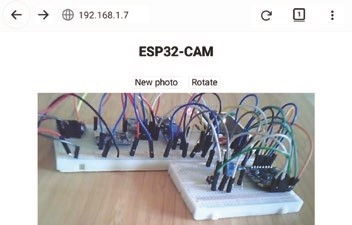 192.168.1.7
1
ESP32-CAM
New photo Rotate